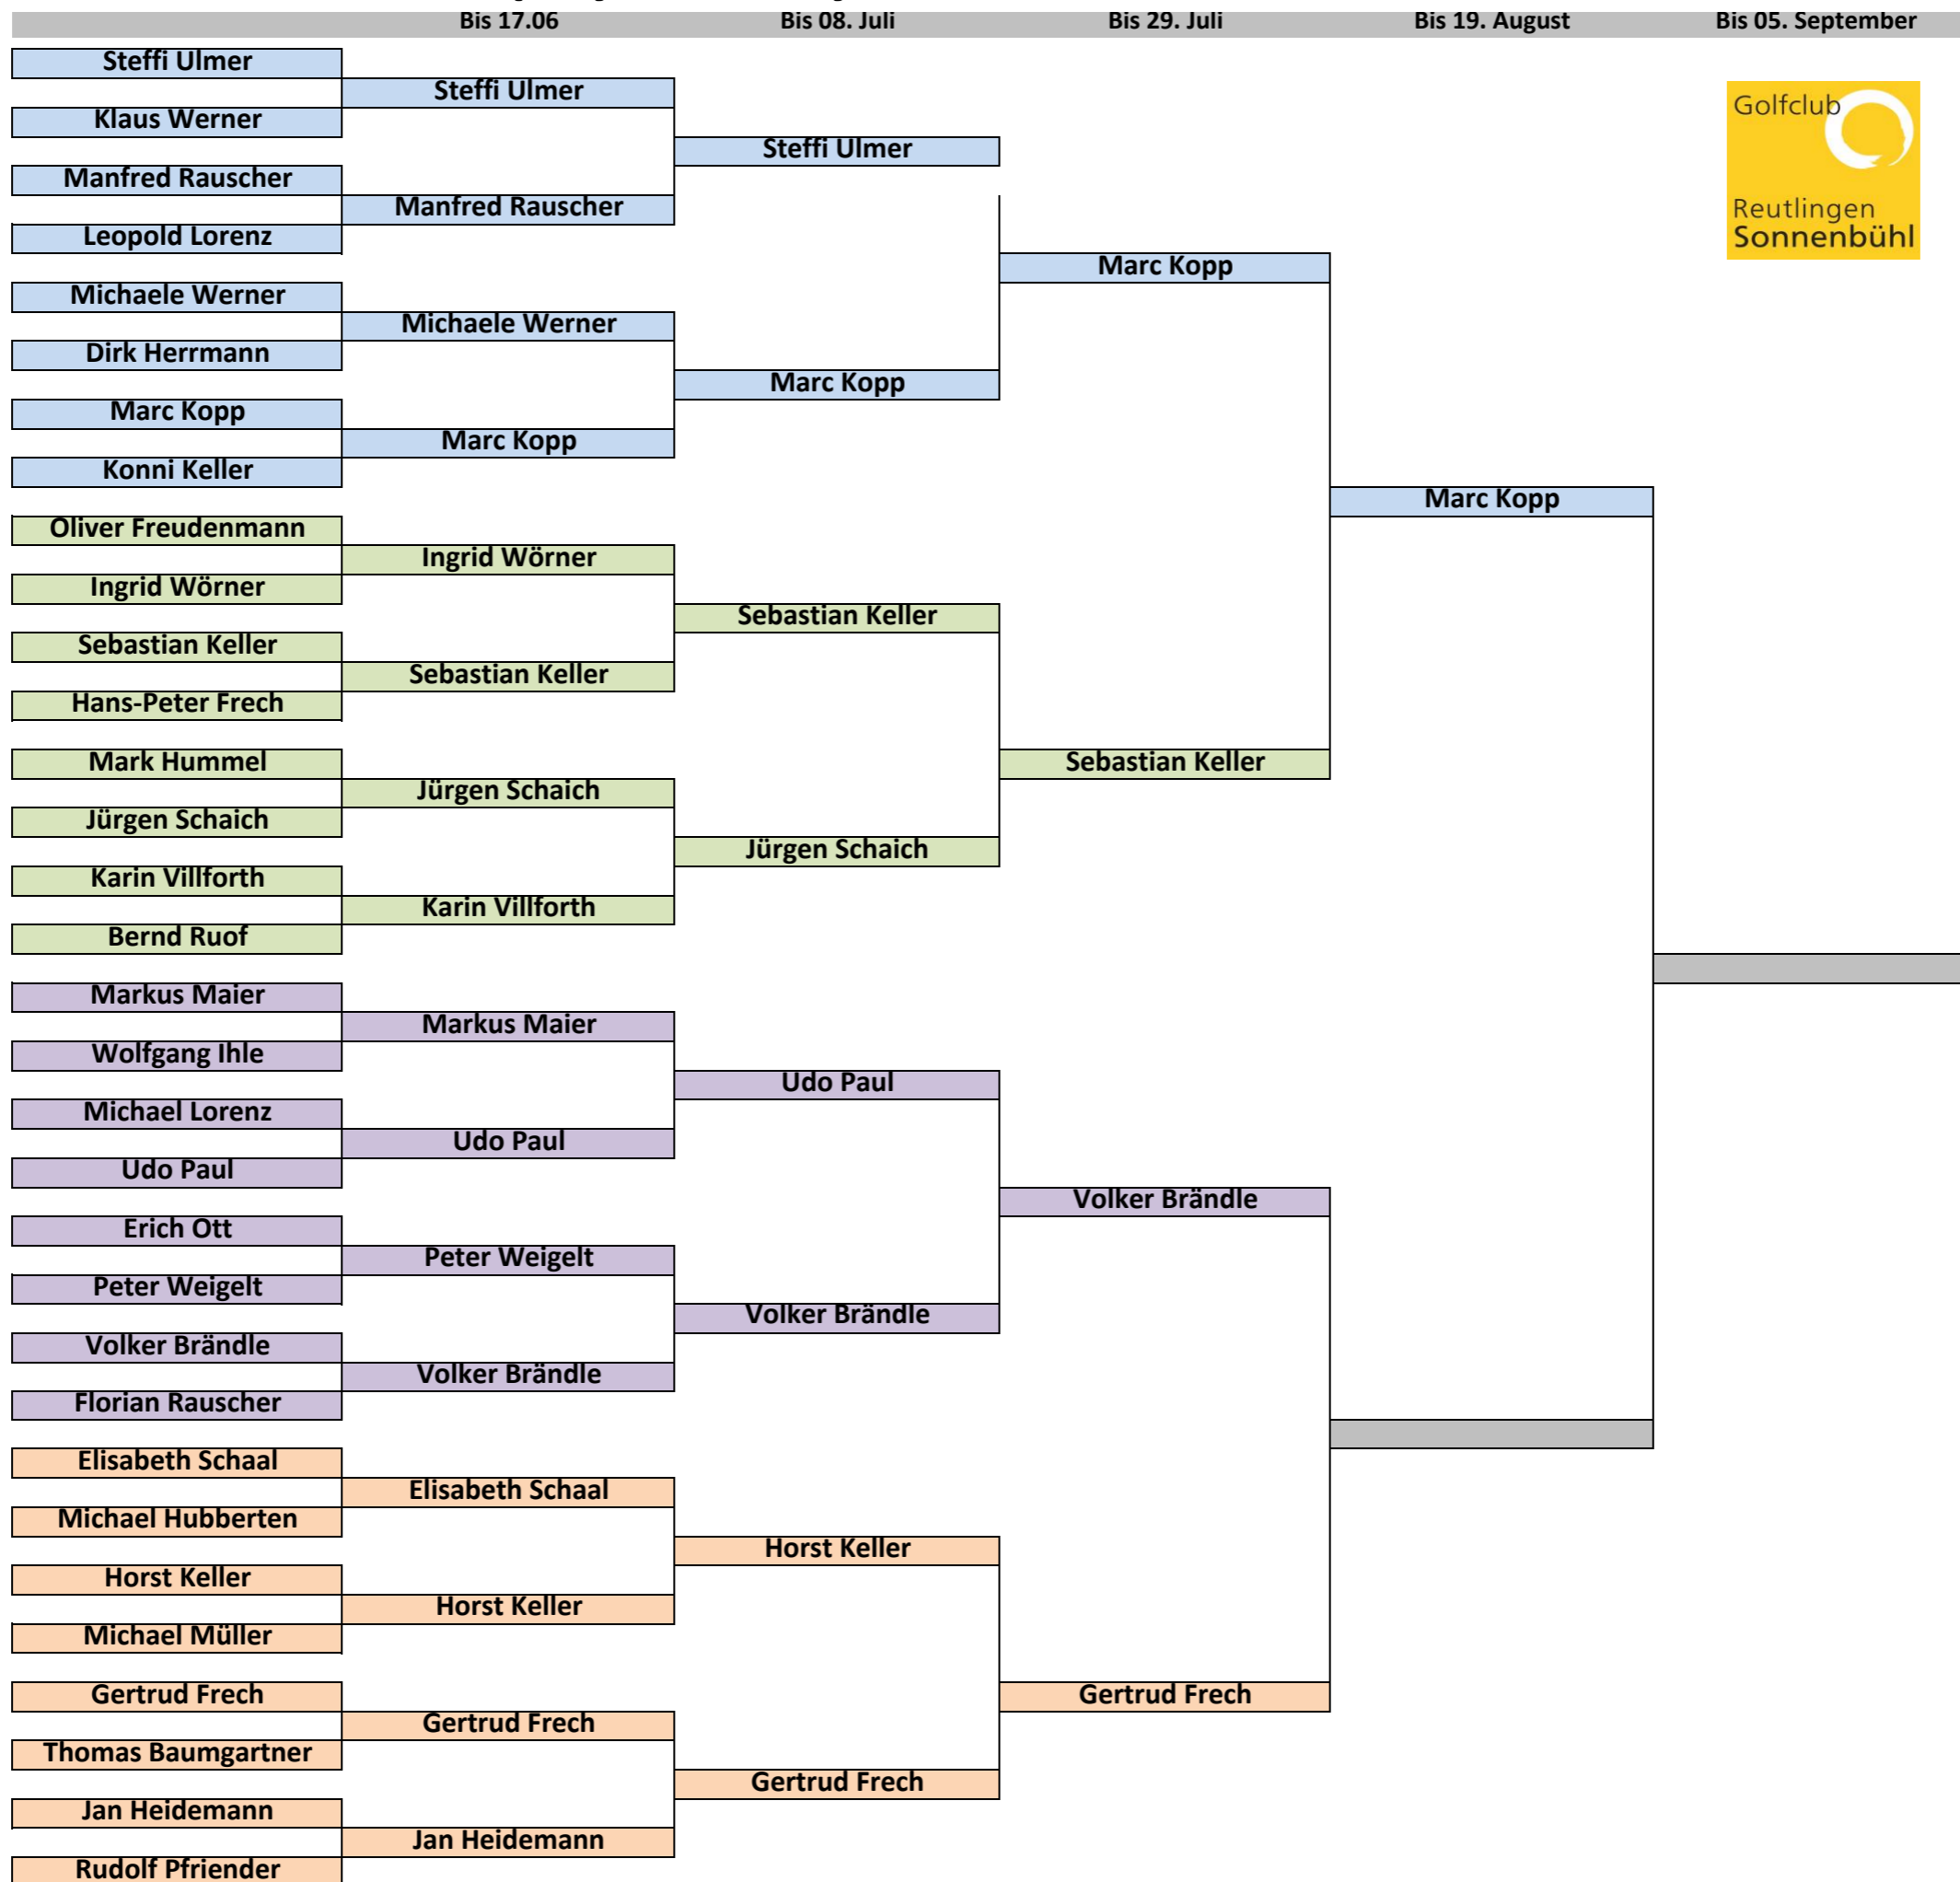 Bis 17.06 Bis 08. Juli Bis 29. Juli Bis 19. August Bis 05. September
Steffi Ulmer
Steffi Ulmer
Klaus Werner
Steffi Ulmer
Manfred Rauscher
Manfred Rauscher
Leopold Lorenz
Marc Kopp
Michaele Werner
Michaele Werner
Dirk Herrmann
Marc Kopp
Marc Kopp
Marc Kopp
Konni Keller
Marc Kopp
Oliver Freudenmann
Ingrid Wörner
Ingrid Wörner
Sebastian Keller
Sebastian Keller
Sebastian Keller
Hans-Peter Frech
Mark Hummel
Sebastian Keller
Jürgen Schaich
Jürgen Schaich
Jürgen Schaich
Karin Villforth
Karin Villforth
Bernd Ruof
Markus Maier
Markus Maier
Wolfgang Ihle
Udo Paul
Michael Lorenz
Udo Paul
Udo Paul
Volker Brändle
Erich Ott
Peter Weigelt
Peter Weigelt
Volker Brändle
Volker Brändle
Volker Brändle
Florian Rauscher
Elisabeth Schaal
Elisabeth Schaal
Michael Hubberten
Horst Keller
Horst Keller
Horst Keller
Michael Müller
Gertrud Frech
Gertrud Frech
Gertrud Frech
Thomas Baumgartner
Gertrud Frech
Jan Heidemann
Jan Heidemann
Rudolf Pfriender
Golfclub
Reutlingen
Sonnenbühl